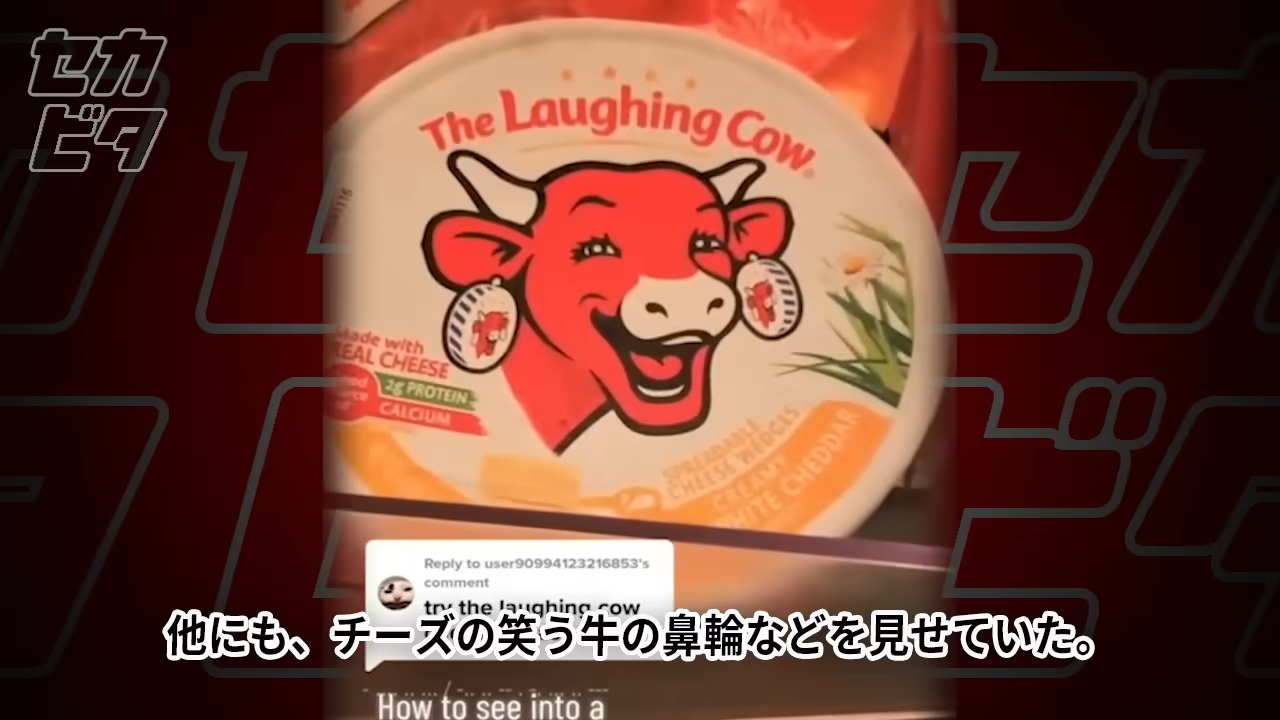 セカ
ビタ
The Laughing Cow
Made with
REAL CHEESE
2g PROTEIN
CALCIUM
SPREADABLE
CHEESE WEDGES
CREAMY
WHITE CHEDDAR
Reply to user90994123216853's
comment
try the laughing cow
他にも、チーズの笑う牛の鼻輪などを見せていた。
How to see into a